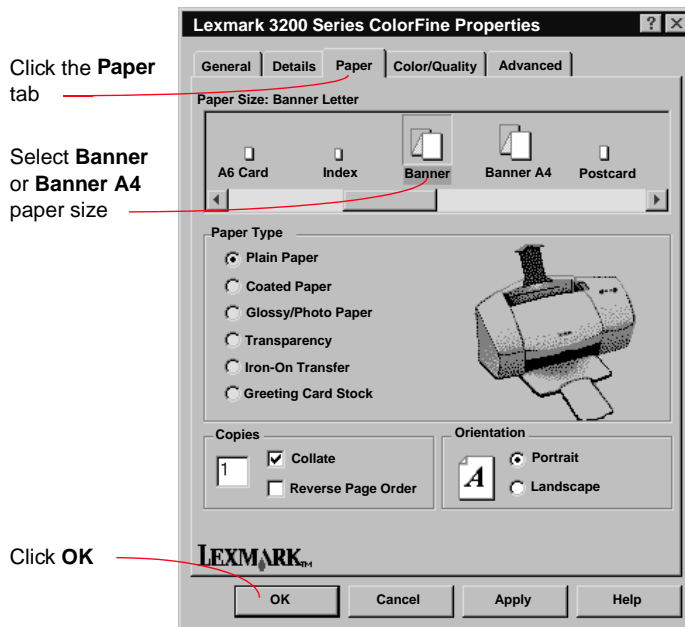 Lexmark 3200 Series ColorFine Properties
? ×
General Details Paper Color/Quality Advanced
Click the Paper
tab
Paper Size: Banner Letter
Select Banner
or Banner A4
paper size
A6 Card Index Banner Banner A4 Postcard
Paper Type
Plain Paper
Coated Paper
Glossy/Photo Paper
Transparency
Iron-On Transfer
Greeting Card Stock
Copies
1
Collate
Reverse Page Order
Orientation
A
Portrait
Landscape
LEXMARK™
Click OK
OK Cancel Apply Help